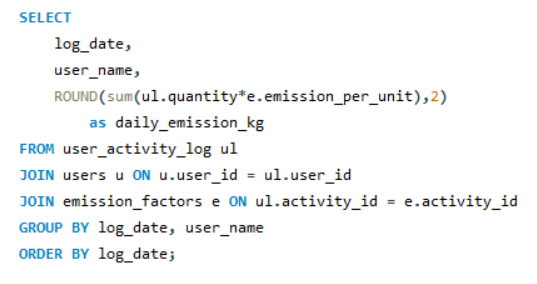 SELECT
    log_date,
    user_name,
    ROUND(sum(ul.quantity*e.emission_per_unit),2)
        as daily_emission_kg
FROM user_activity_log ul
JOIN users u ON u.user_id = ul.user_id
JOIN emission_factors e ON ul.activity_id = e.activity_id
GROUP BY log_date, user_name
ORDER BY log_date;